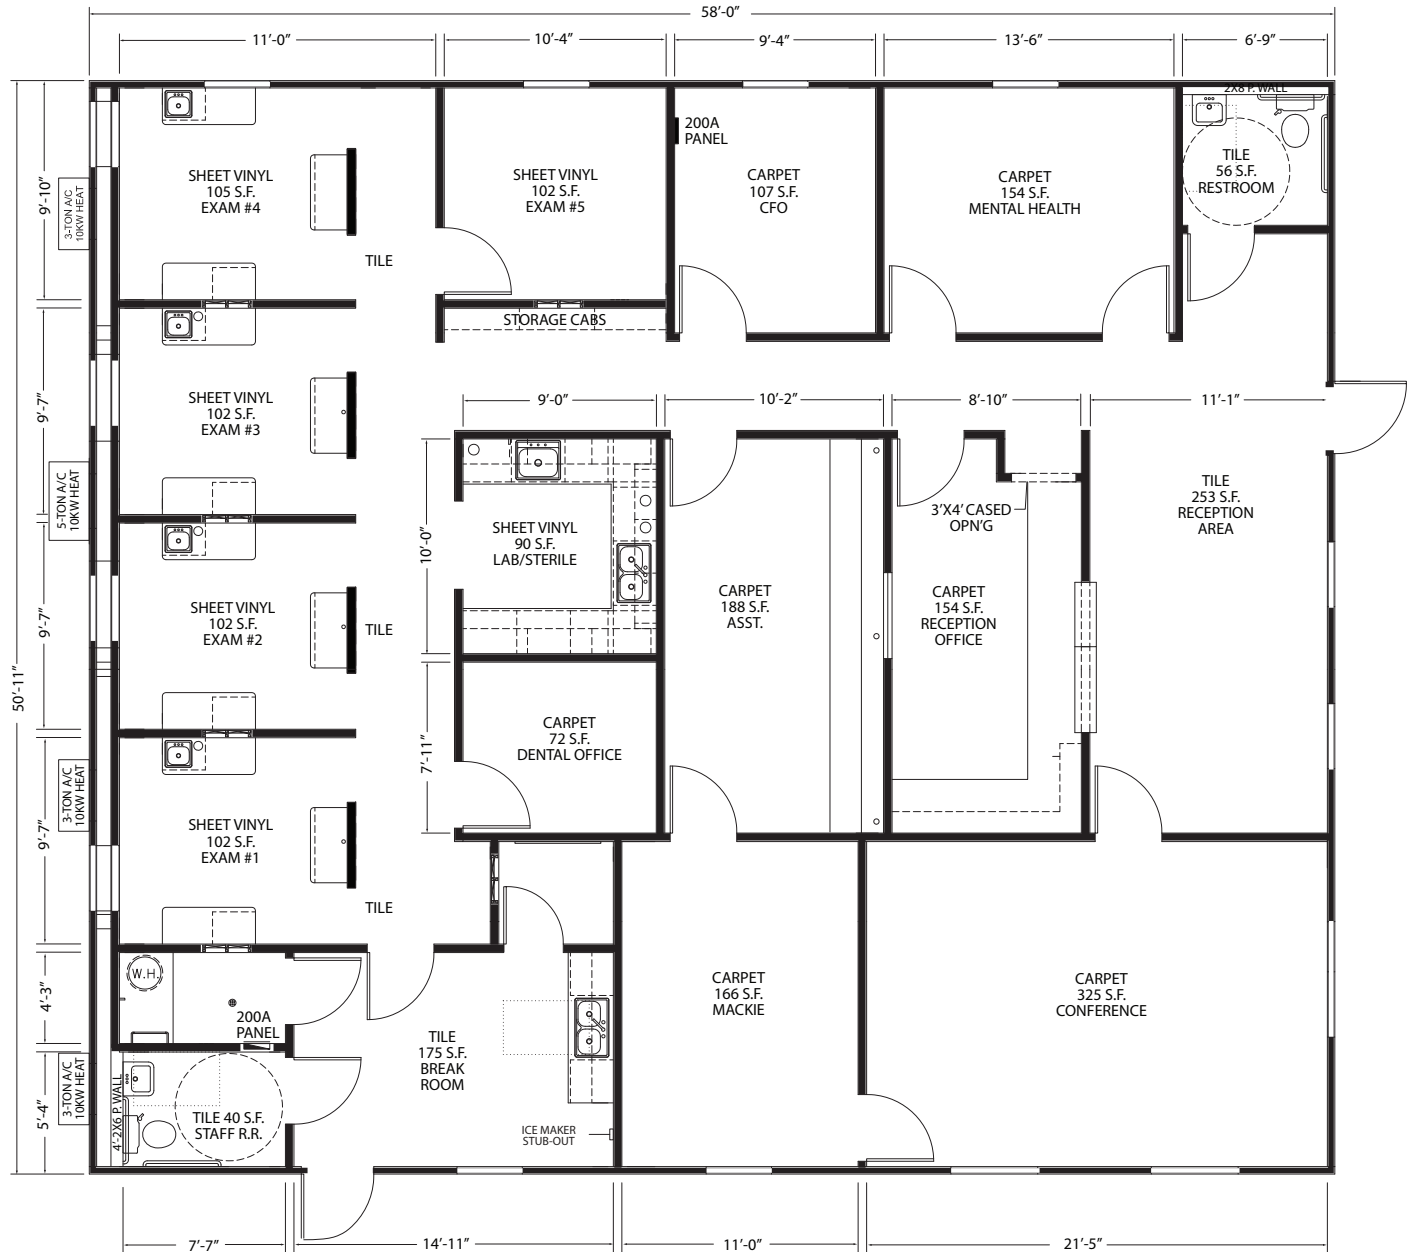 58'-0"
11'-0"
10'-4"
9'-4"
13'-6"
6'-9"
2X8 P. WALL
200A
PANEL
TILE
56 S.F.
RESTROOM
SHEET VINYL
105 S.F.
EXAM #4
SHEET VINYL
102 S.F.
EXAM #5
CARPET
107 S.F.
CFO
CARPET
154 S.F.
MENTAL HEALTH
9'-10"
3-TON A/C
10KW HEAT
TILE
STORAGE CABS
9'-7"
SHEET VINYL
102 S.F.
EXAM #3
9'-0"
10'-2"
8'-10"
11'-1"
5-TON A/C
10KW HEAT
10'-0"
SHEET VINYL
90 S.F.
LAB/STERILE
3'X4' CASED
OPN'G
TILE
253 S.F.
RECEPTION
AREA
50'-11"
9'-7"
SHEET VINYL
102 S.F.
EXAM #2
TILE
CARPET
188 S.F.
ASST.
CARPET
154 S.F.
RECEPTION
OFFICE
7'-11"
CARPET
72 S.F.
DENTAL OFFICE
3-TON A/C
10KW HEAT
9'-7"
SHEET VINYL
102 S.F.
EXAM #1
TILE
4'-3"
W.H.
200A
PANEL
TILE
175 S.F.
BREAK
ROOM
CARPET
166 S.F.
MACKIE
CARPET
325 S.F.
CONFERENCE
5'-4"
3-TON A/C
10KW HEAT
4'-2X6 P. WALL
TILE 40 S.F.
STAFF R.R.
ICE MAKER
STUB-OUT
7'-7"
14'-11"
11'-0"
21'-5"